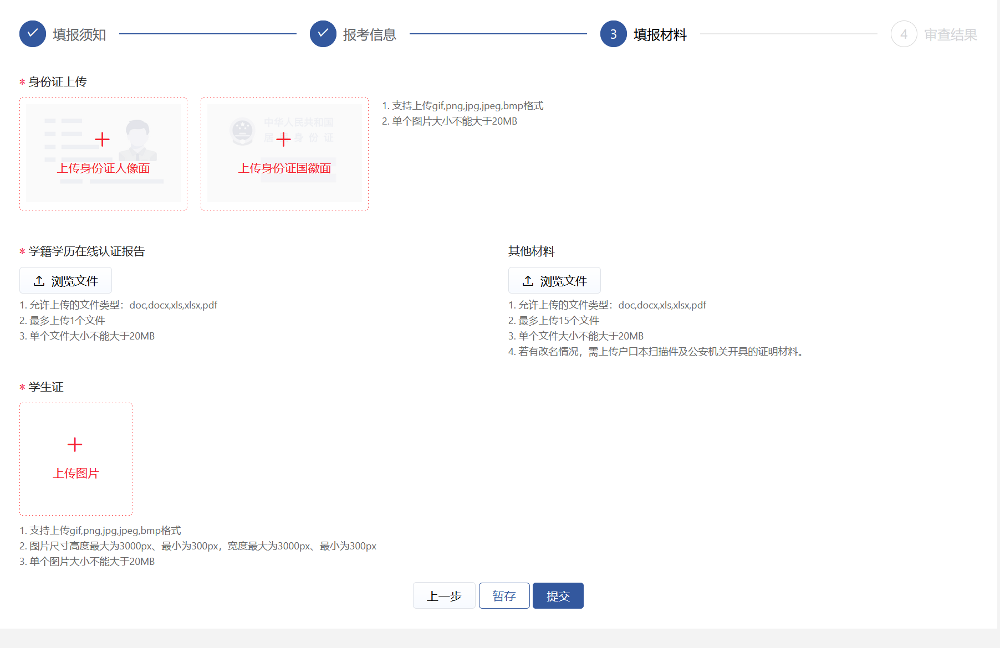 填报须知
报考信息
3 填报材料
4 审查结果
* 身份证上传
上传身份证人像面
中华人民共和国
居民身份证
上传身份证国徽面
1. 支持上传gif,png,jpg,jpeg,bmp格式
2. 单个图片大小不能大于20MB
* 学籍学历在线认证报告
浏览文件
1. 允许上传的文件类型：doc,docx,xls,xlsx,pdf
2. 最多上传1个文件
3. 单个文件大小不能大于20MB
其他材料
浏览文件
1. 允许上传的文件类型：doc,docx,xls,xlsx,pdf
2. 最多上传15个文件
3. 单个文件大小不能大于20MB
4. 若有改名情况，需上传户口本扫描件及公安机关开具的证明材料。
* 学生证
上传图片
1. 支持上传gif,png,jpg,jpeg,bmp格式
2. 图片尺寸高度最大为3000px、最小为300px，宽度最大为3000px、最小为300px
3. 单个图片大小不能大于20MB
上一步
暂存
提交